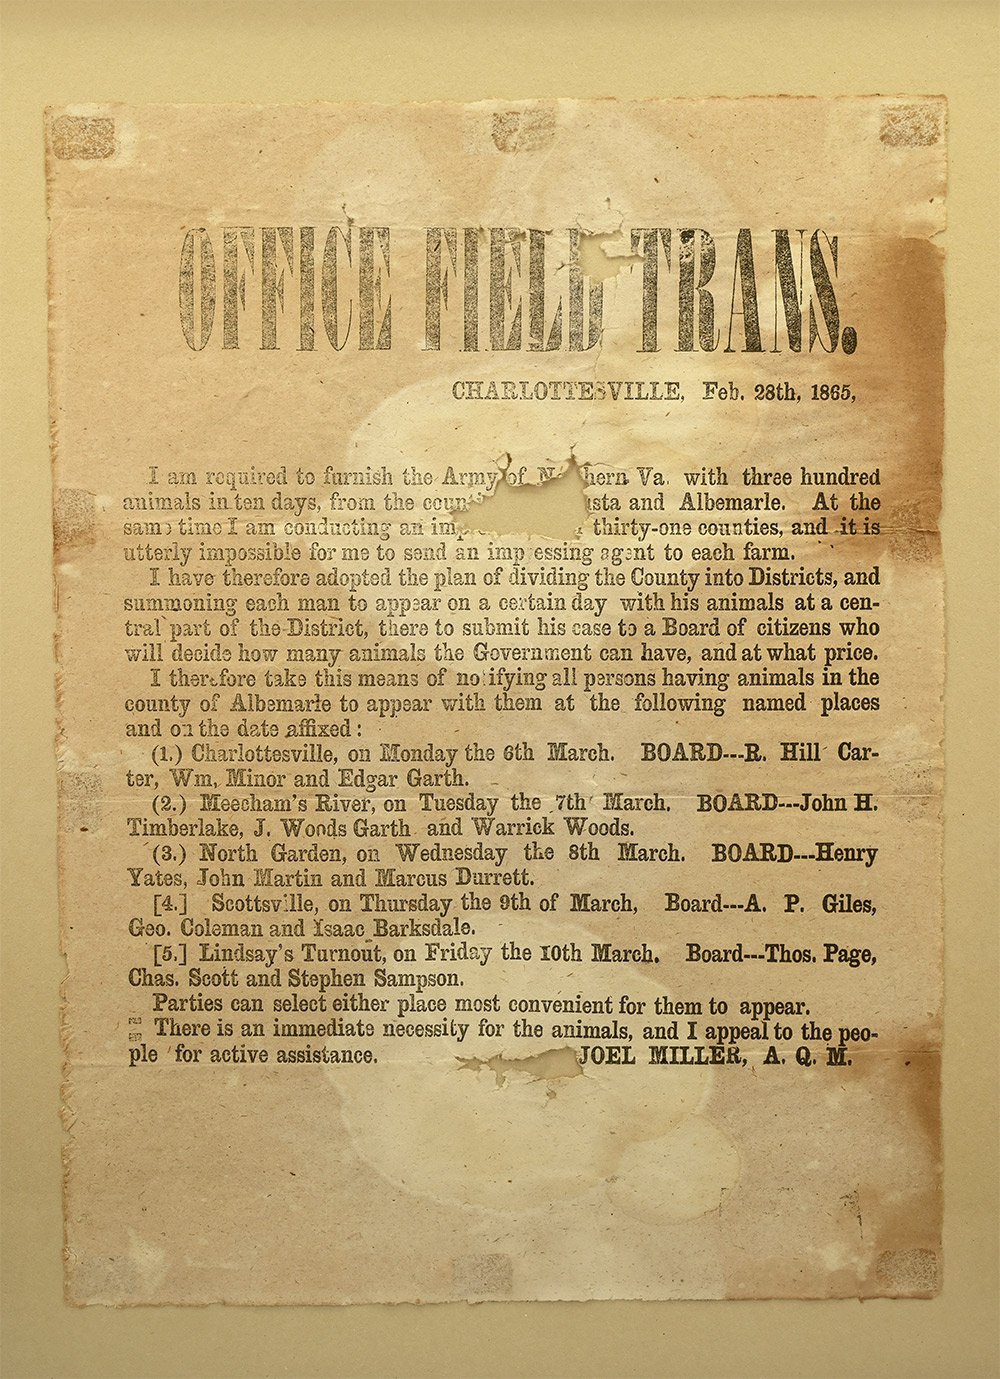 OFFICE FIELD TRANS.
CHARLOTTESVILLE, Feb. 28th, 1865,
I am required to furnish the Army of Va. with three hundred
animals in ten days, from the and Albemarle. At the
same time I am conducting an thirty-one counties, and it is
utterly impossible for me to send an impressing agent to each farm.
I have therefore adopted the plan of dividing the County into Districts, and
summoning each man to appear on a certain day with his animals at a cen-
tral part of the District, there to submit his case to a Board of citizens who
will decide how many animals the Government can have, and at what price.
I therefore take this means of notifying all persons having animals in the
county of Albemarle to appear with them at the following named places
and on the date affixed:
(1.) Charlottesville, on Monday the 6th March. BOARD---R. Hill Car-
ter, Wm, Minor and Edgar Garth.
(2.) Meecham's River, on Tuesday the 7th March. BOARD---John H.
Timberlake, J. Woods Garth and Warrick Woods.
(3.) North Garden, on Wednesday the 8th March. BOARD---Henry
Yates, John Martin and Marcus Durrett.
[4.] Scottsville, on Thursday the 9th of March, Board---A. P. Giles,
Geo. Coleman and Isaac Barksdale.
[5.] Lindsay's Turnout, on Friday the 10th March. Board---Thos. Page,
Chas. Scott and Stephen Sampson.
Parties can select either place most convenient for them to appear.
There is an immediate necessity for the animals, and I appeal to the peo-
ple for active assistance. JOEL MILLER, A. Q. M.